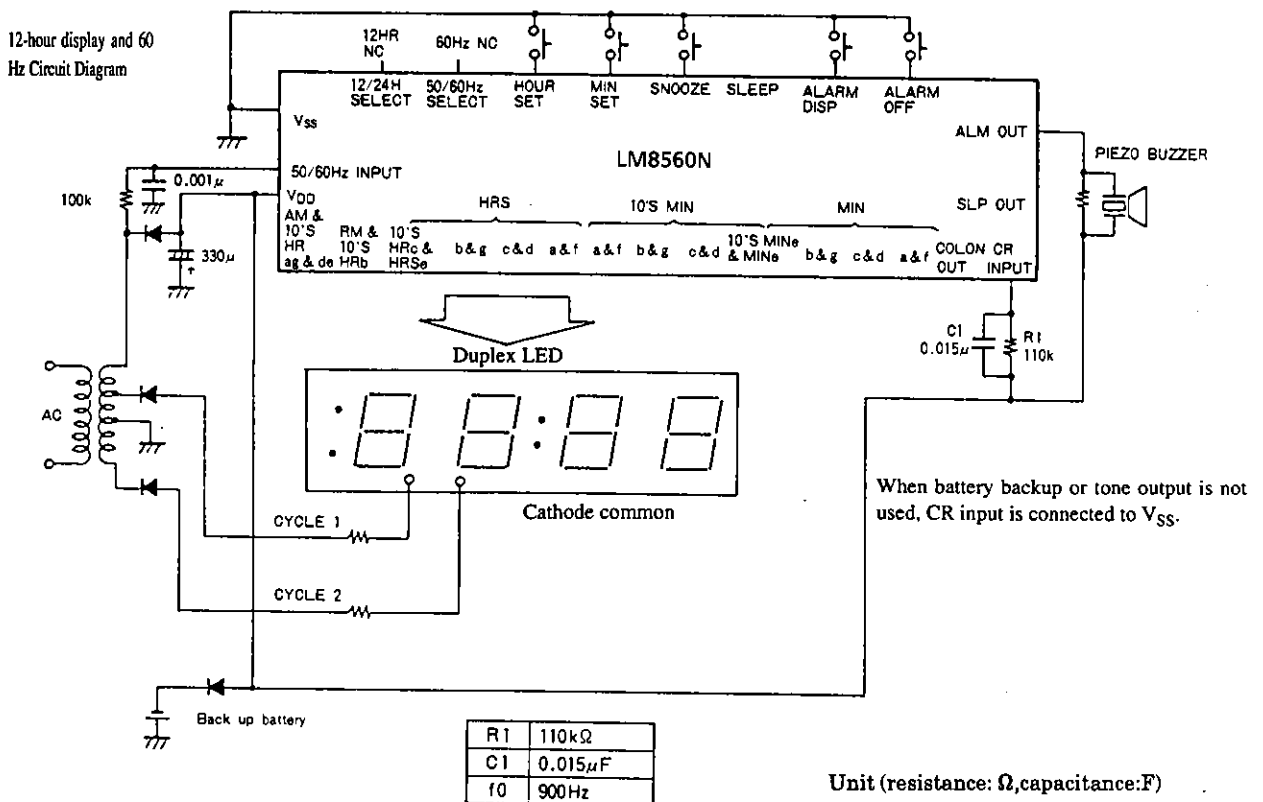 12-hour display and 60
Hz Circuit Diagram
12HR
NC
60Hz NC
12/24H
SELECT
50/60Hz
SELECT
HOUR
SET
MIN
SET
SNOOZE
SLEEP
ALARM
DISP
ALARM
OFF
VSS
ALM OUT
LM8560N
PIEZO BUZZER
50/60Hz INPUT
0.001μ
100k
VDD
SLP OUT
HRS
10'S MIN
MIN
AM &
10'S
HR
ag & de
RM &
10'S
HRb
10'S
HRc &
HRSe
b&g
c&d
a&f
a&f
b&g
c&d
10'S MINe
& MINe
b&g
c&d
a&f
COLON
OUT
CR
INPUT
330μ
C1
0.015μ
R1
110k
Duplex LED
AC
Cathode common
When battery backup or tone output is not
used, CR input is connected to VSS.
CYCLE 1
CYCLE 2
Back up battery
R1 110kΩ
C1 0.015μF
f0 900Hz
Unit (resistance: Ω,capacitance:F)